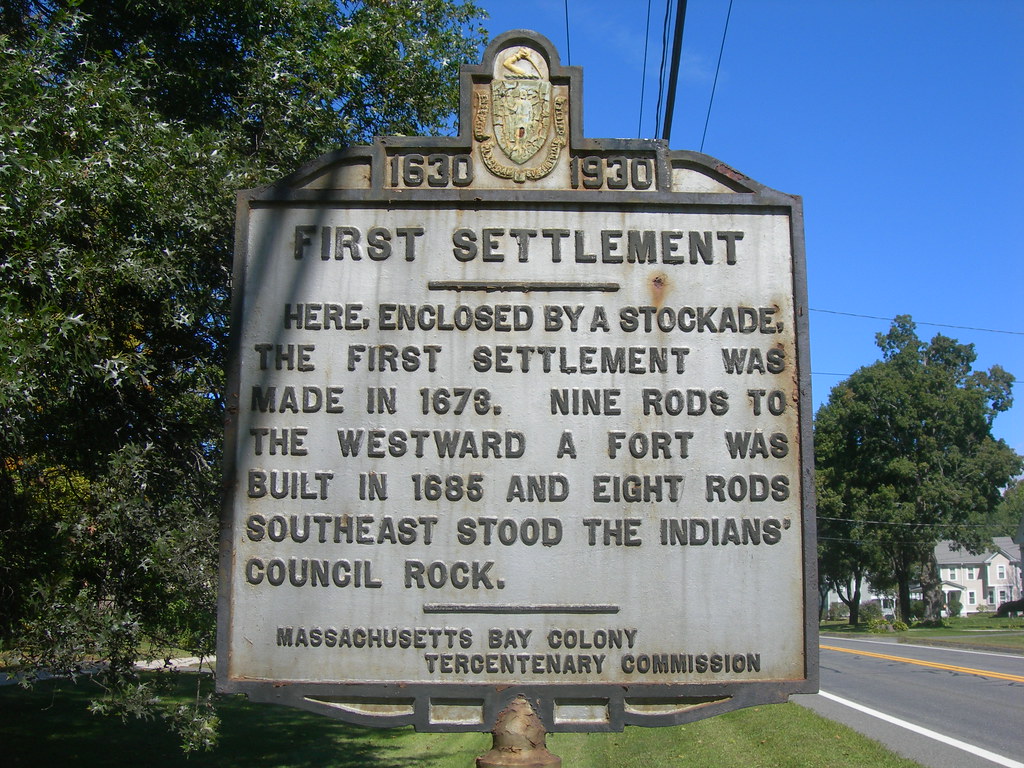 1630 1930
FIRST SETTLEMENT
HERE, ENCLOSED BY A STOCKADE,
THE FIRST SETTLEMENT WAS
MADE IN 1673. NINE RODS TO
THE WESTWARD A FORT WAS
BUILT IN 1685 AND EIGHT RODS
SOUTHEAST STOOD THE INDIANS'
COUNCIL ROCK.
MASSACHUSETTS BAY COLONY
TERCENTENARY COMMISSION